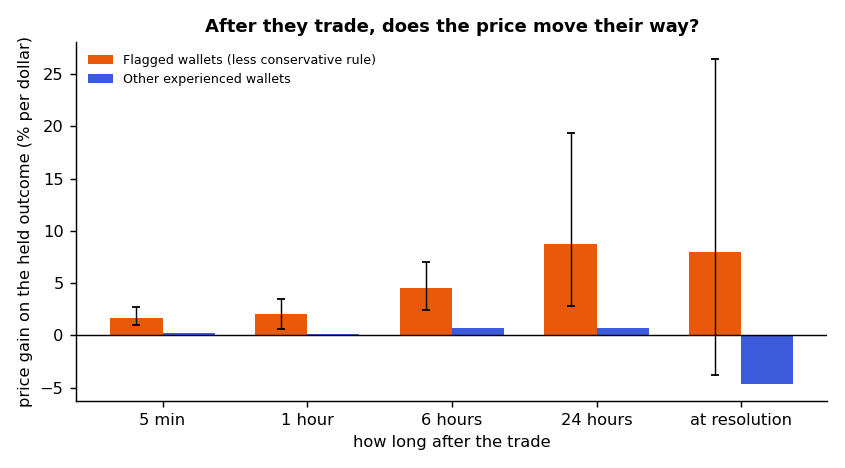 After they trade, does the price move their way?
Flagged wallets (less conservative rule)
Other experienced wallets
price gain on the held outcome (% per dollar)
25
20
15
10
5
0
−5
5 min
1 hour
6 hours
24 hours
at resolution
how long after the trade